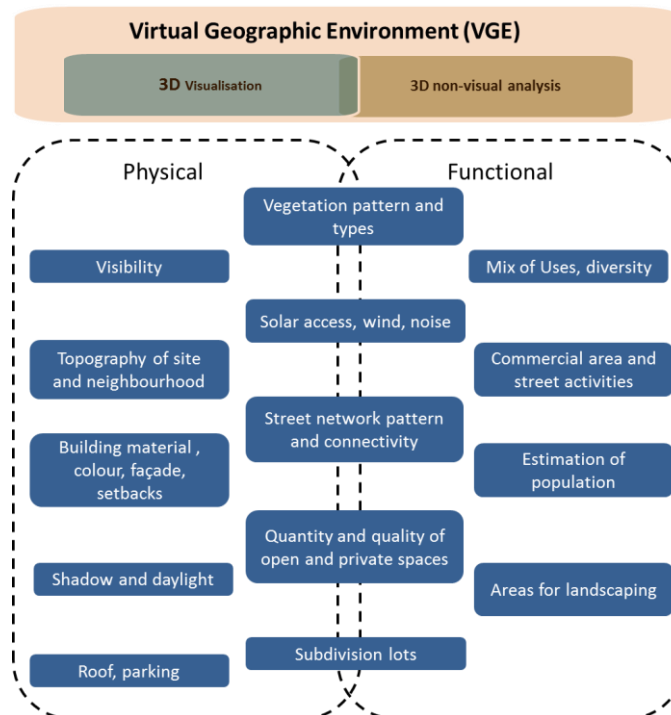 Virtual Geographic Environment (VGE)
3D Visualisation
3D non-visual analysis
Physical
Functional
Vegetation pattern and
types
Visibility
Mix of Uses, diversity
Solar access, wind, noise
Topography of site
and neighbourhood
Commercial area and
street activities
Street network pattern
and connectivity
Building material ,
colour, façade,
setbacks
Estimation of
population
Quantity and quality of
open and private spaces
Shadow and daylight
Areas for landscaping
Subdivision lots
Roof, parking